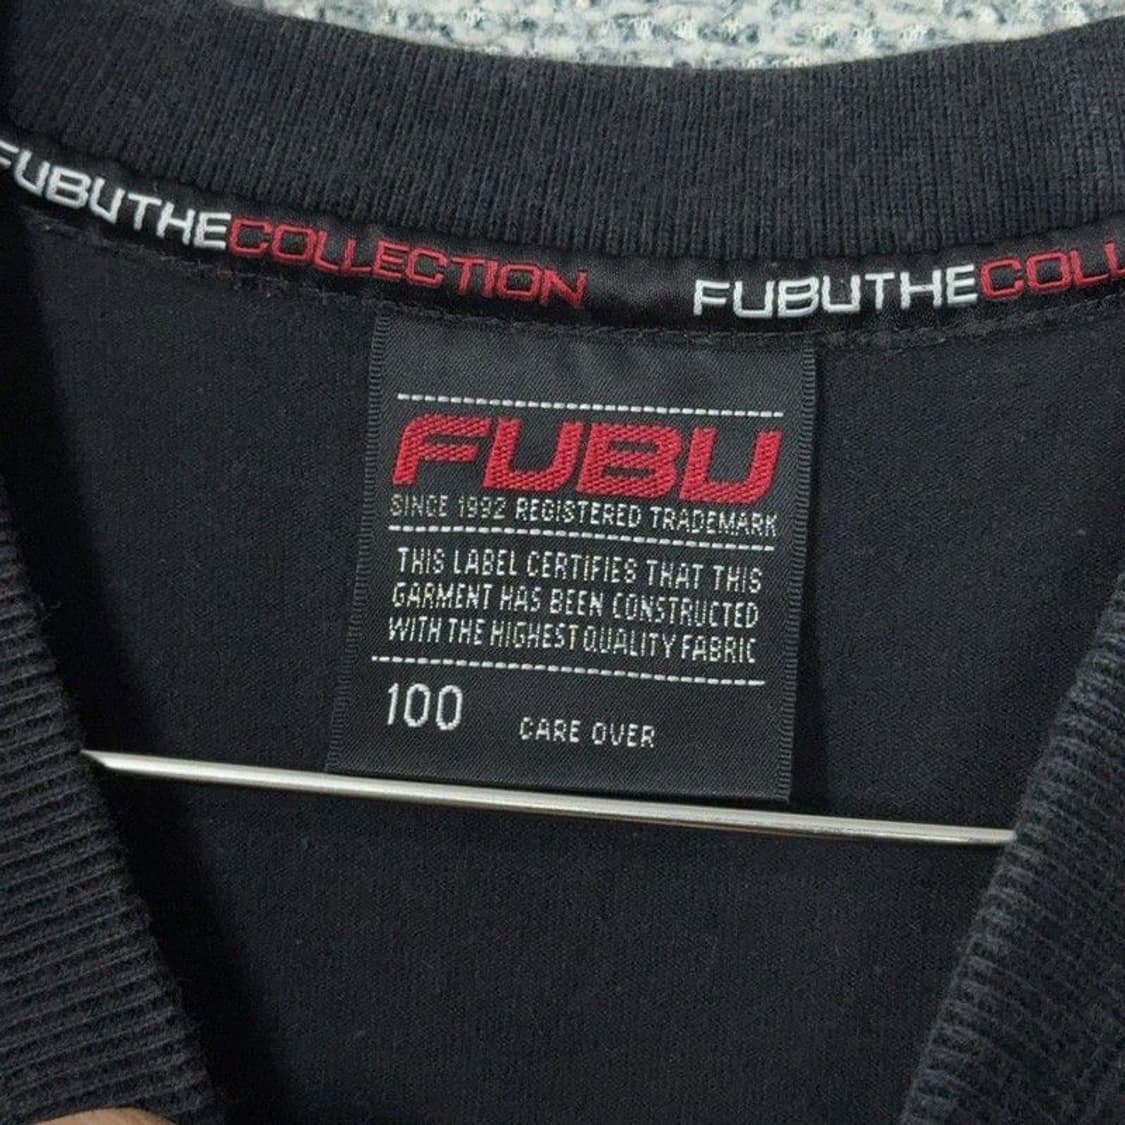 FUBUTHECOLLECTION FUBUTHECOLL
FUBU
SINCE 1992 REGISTERED TRADEMARK
THIS LABEL CERTIFIES THAT THIS
GARMENT HAS BEEN CONSTRUCTED
WITH THE HIGHEST QUALITY FABRIC
100 CARE OVER